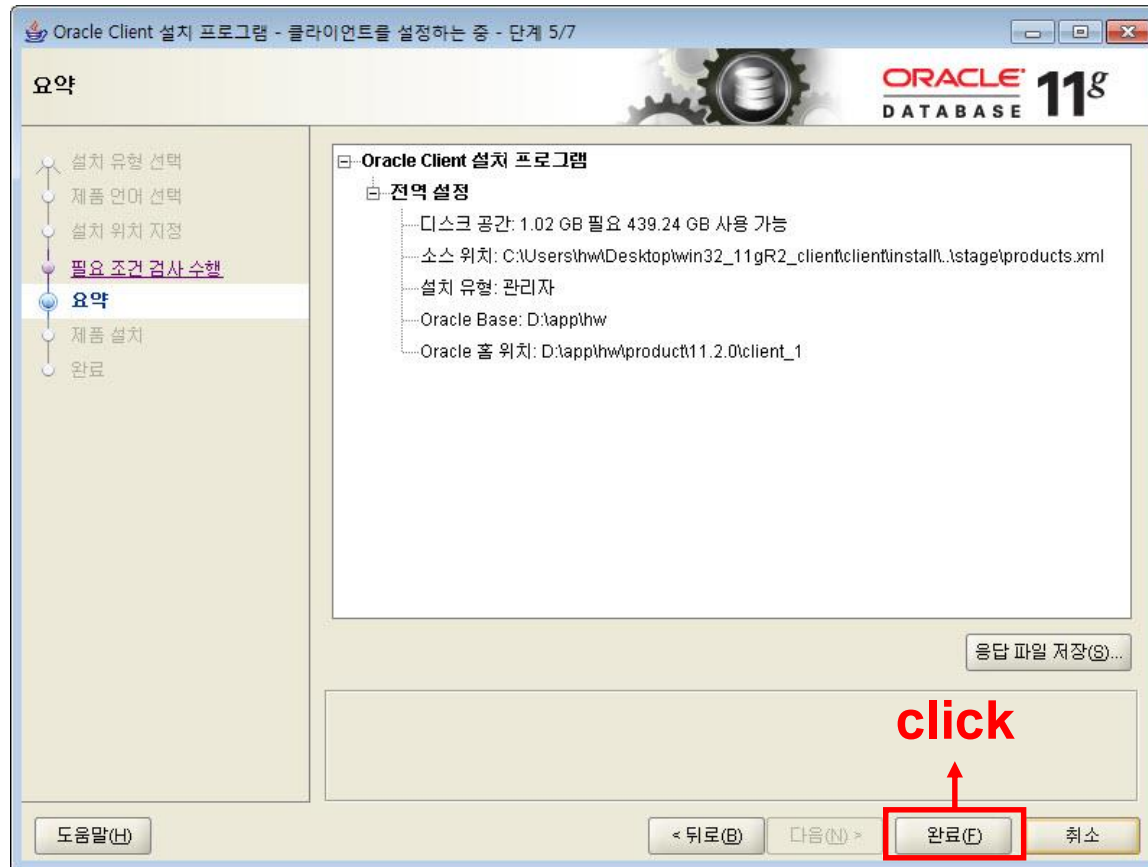 Oracle Client 설치 프로그램 - 클라이언트를 설정하는 중 - 단계 5/7
요약
ORACLE DATABASE 11g
설치 유형 선택
제품 언어 선택
설치 위치 지정
필요 조건 검사 수행
요약
제품 설치
완료
Oracle Client 설치 프로그램
전역 설정
디스크 공간: 1.02 GB 필요 439.24 GB 사용 가능
소스 위치: C:\Users\hw\Desktop\win32_11gR2_client\client\install\..\stage\products.xml
설치 유형: 관리자
Oracle Base: D:\app\hw
Oracle 홈 위치: D:\app\hw\product\11.2.0\client_1
응답 파일 저장(S)...
click
도움말(H)
< 뒤로(B)
다음(N) >
완료(F)
취소